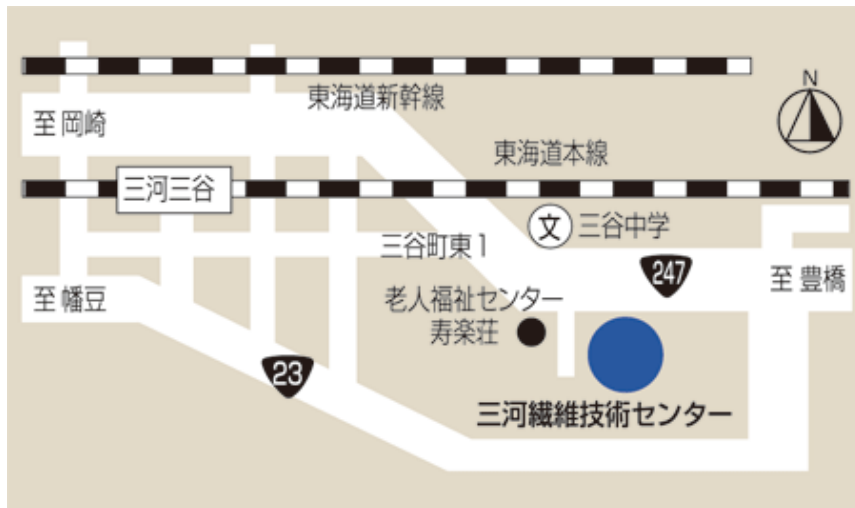 N
東海道新幹線
至 岡崎
東海道本線
三河三谷
文 三谷中学
三谷町東1
247
至 豊橋
至 幡豆
老人福祉センター
寿楽荘
23
三河繊維技術センター